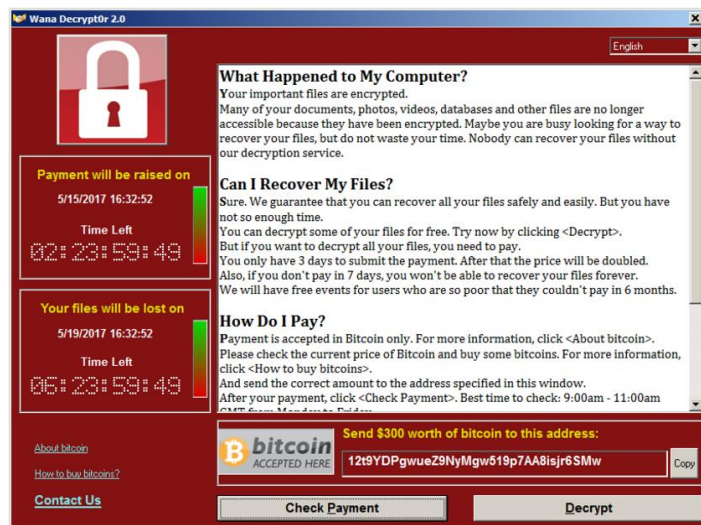 Wana Decrypt0r 2.0
English
What Happened to My Computer?
Your important files are encrypted.
Many of your documents, photos, videos, databases and other files are no longer
accessible because they have been encrypted. Maybe you are busy looking for a way to
recover your files, but do not waste your time. Nobody can recover your files without
our decryption service.
Can I Recover My Files?
Sure. We guarantee that you can recover all your files safely and easily. But you have
not so enough time.
You can decrypt some of your files for free. Try now by clicking <Decrypt>.
But if you want to decrypt all your files, you need to pay.
You only have 3 days to submit the payment. After that the price will be doubled.
Also, if you don't pay in 7 days, you won't be able to recover your files forever.
We will have free events for users who are so poor that they couldn't pay in 6 months.
How Do I Pay?
Payment is accepted in Bitcoin only. For more information, click <About bitcoin>.
Please check the current price of Bitcoin and buy some bitcoins. For more information,
click <How to buy bitcoins>.
And send the correct amount to the address specified in this window.
After your payment, click <Check Payment>. Best time to check: 9:00am - 11:00am
GMT from Monday to Friday
Payment will be raised on
5/15/2017 16:32:52
Time Left
02:23:59:49
Your files will be lost on
5/19/2017 16:32:52
Time Left
06:23:59:49
About bitcoin
How to buy bitcoins?
Contact Us
bitcoin
ACCEPTED HERE
Send $300 worth of bitcoin to this address:
12t9YDPgwueZ9NyMgw519p7AA8isjr6SMw
Copy
Check Payment
Decrypt